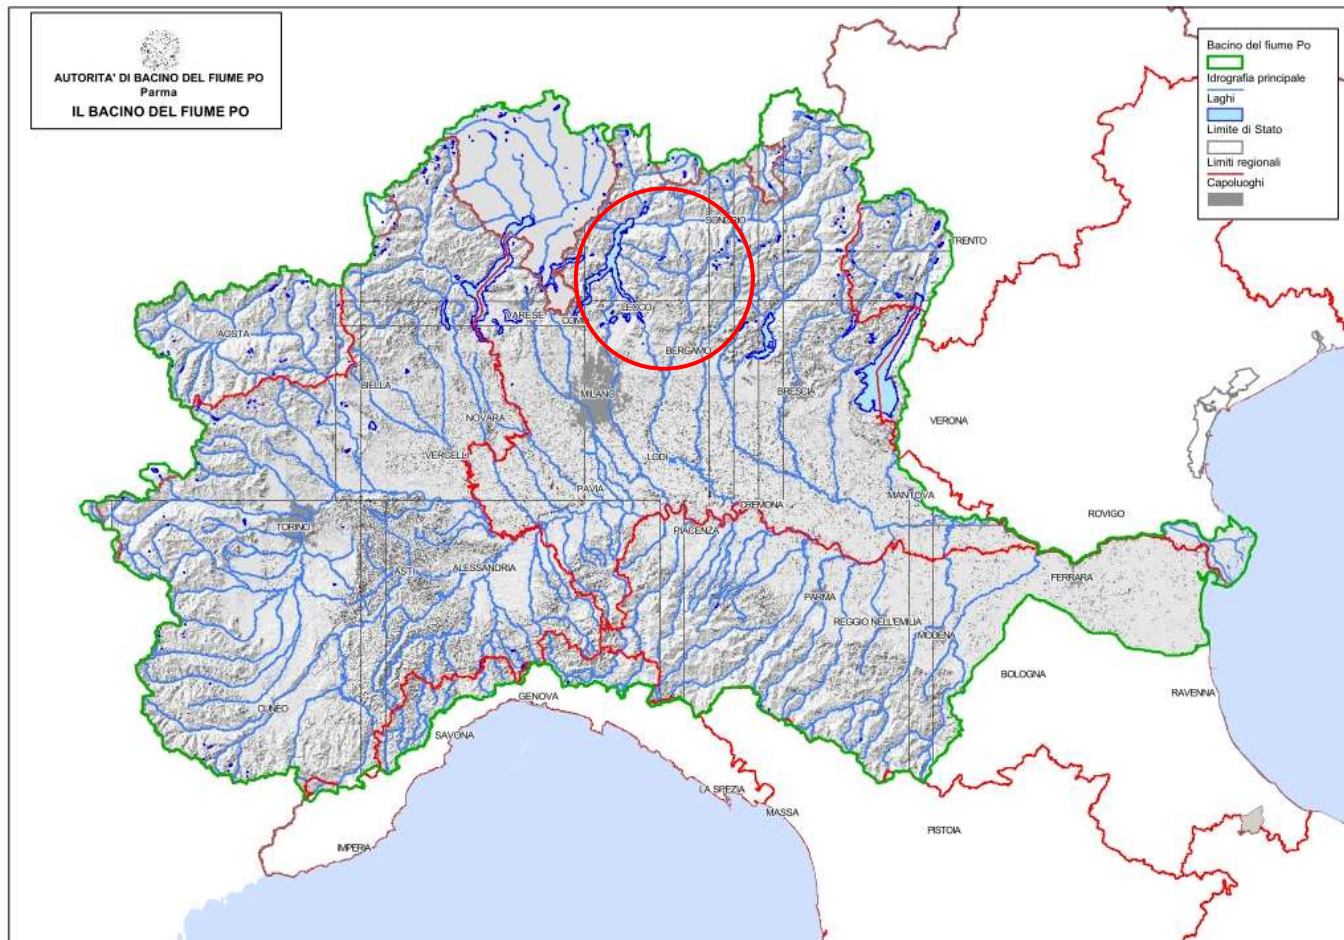 AUTORITA' DI BACINO DEL FIUME PO
Parma
IL BACINO DEL FIUME PO
Bacino del fiume Po
Idrografia principale
Laghi
Limite di Stato
Limiti regionali
Capoluoghi
SONDRIO
TRENTO
LECCO
VARESE
COMO
AOSTA
BERGAMO
BIELLA
MILANO
BRESCIA
NOVARA
VERONA
VERCELLI
LODI
PAVIA
MANTOVA
CREMONA
ROVIGO
TORINO
PIACENZA
ASTI
ALESSANDRIA
FERRARA
PARMA
REGGIO NELL'EMILIA
MODENA
BOLOGNA
RAVENNA
GENOVA
CUNEO
SAVONA
LA SPEZIA
MASSA
PISTOIA
IMPERIA